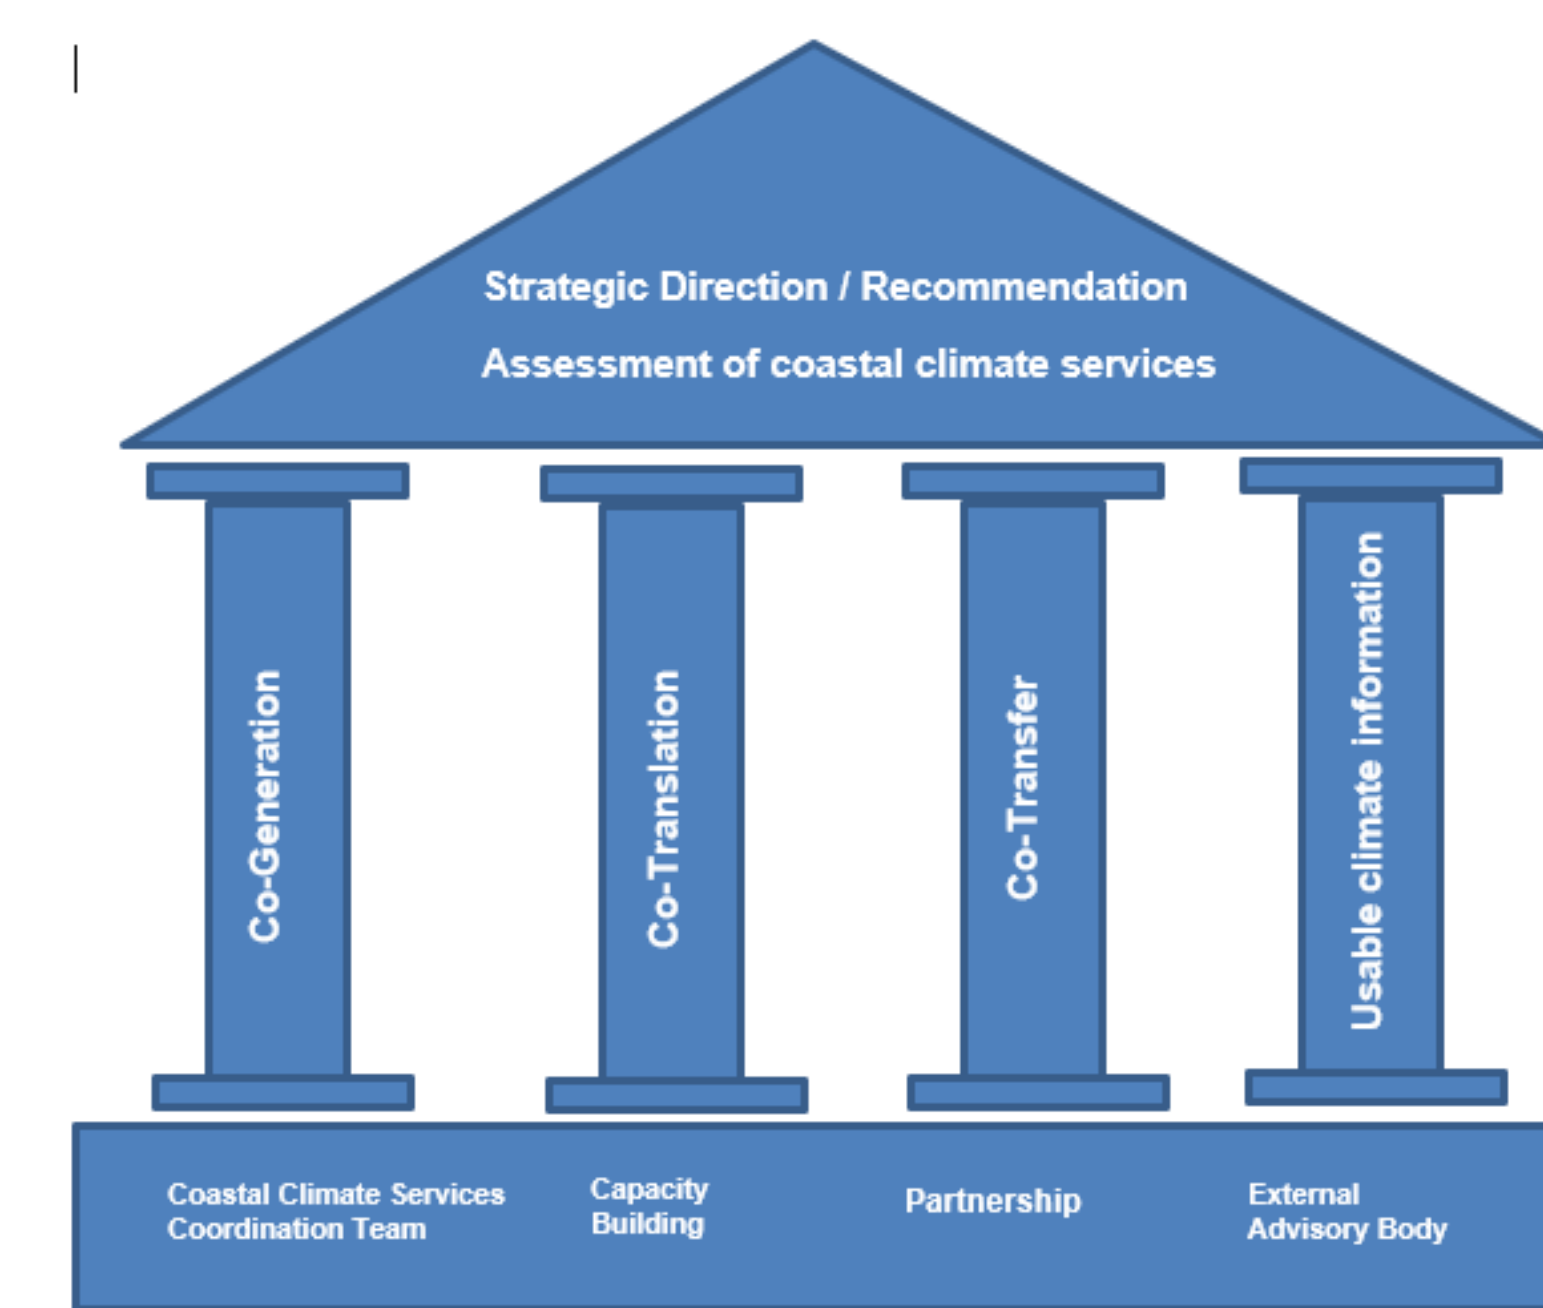 Strategic Direction / Recommendation
Assessment of coastal climate services
Co-Generation
Co-Translation
Co-Transfer
Usable climate information
Coastal Climate Services
Coordination Team
Capacity
Building
Partnership
External
Advisory Body